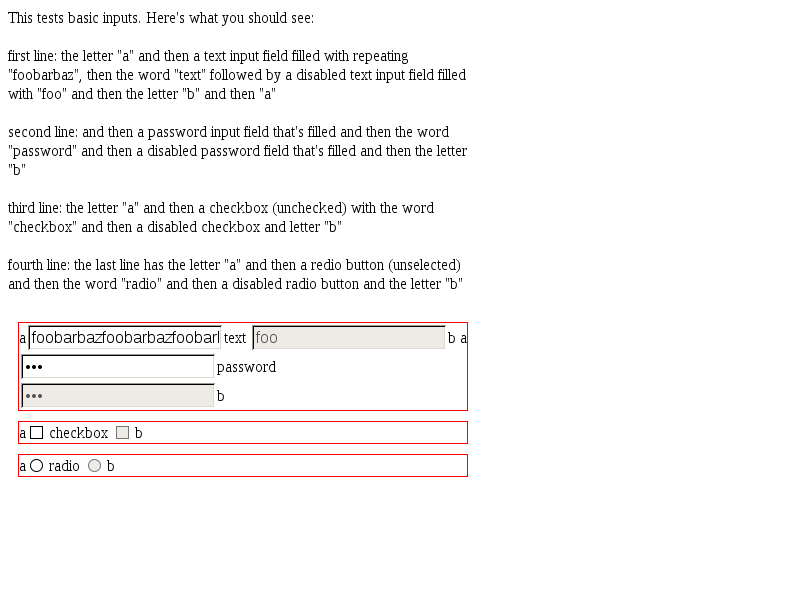 This tests basic inputs. Here's what you should see:
first line: the letter "a" and then a text input field filled with repeating
"foobarbaz", then the word "text" followed by a disabled text input field filled
with "foo" and then the letter "b" and then "a"
second line: and then a password input field that's filled and then the word
"password" and then a disabled password field that's filled and then the letter
"b"
third line: the letter "a" and then a checkbox (unchecked) with the word
"checkbox" and then a disabled checkbox and letter "b"
fourth line: the last line has the letter "a" and then a redio button (unselected)
and then the word "radio" and then a disabled radio button and the letter "b"
a foobarbazfoobarbazfoobarl text foo b a
••• password
••• b
a checkbox b
a radio b